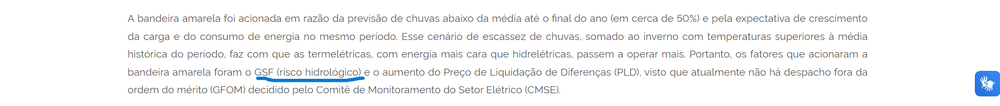 A bandeira amarela foi acionada em razão da previsão de chuvas abaixo da média até o final do ano (em cerca de 50%) e pela expectativa de crescimento
da carga e do consumo de energia no mesmo período. Esse cenário de escassez de chuvas, somado ao inverno com temperaturas superiores à média
histórica do período, faz com que as termelétricas, com energia mais cara que hidrelétricas, passem a operar mais. Portanto, os fatores que acionaram a
bandeira amarela foram o GSF (risco hidrológico) e o aumento do Preço de Liquidação de Diferenças (PLD), visto que atualmente não há despacho fora da
ordem do mérito (GFOM) decidido pelo Comitê de Monitoramento do Setor Elétrico (CMSE).